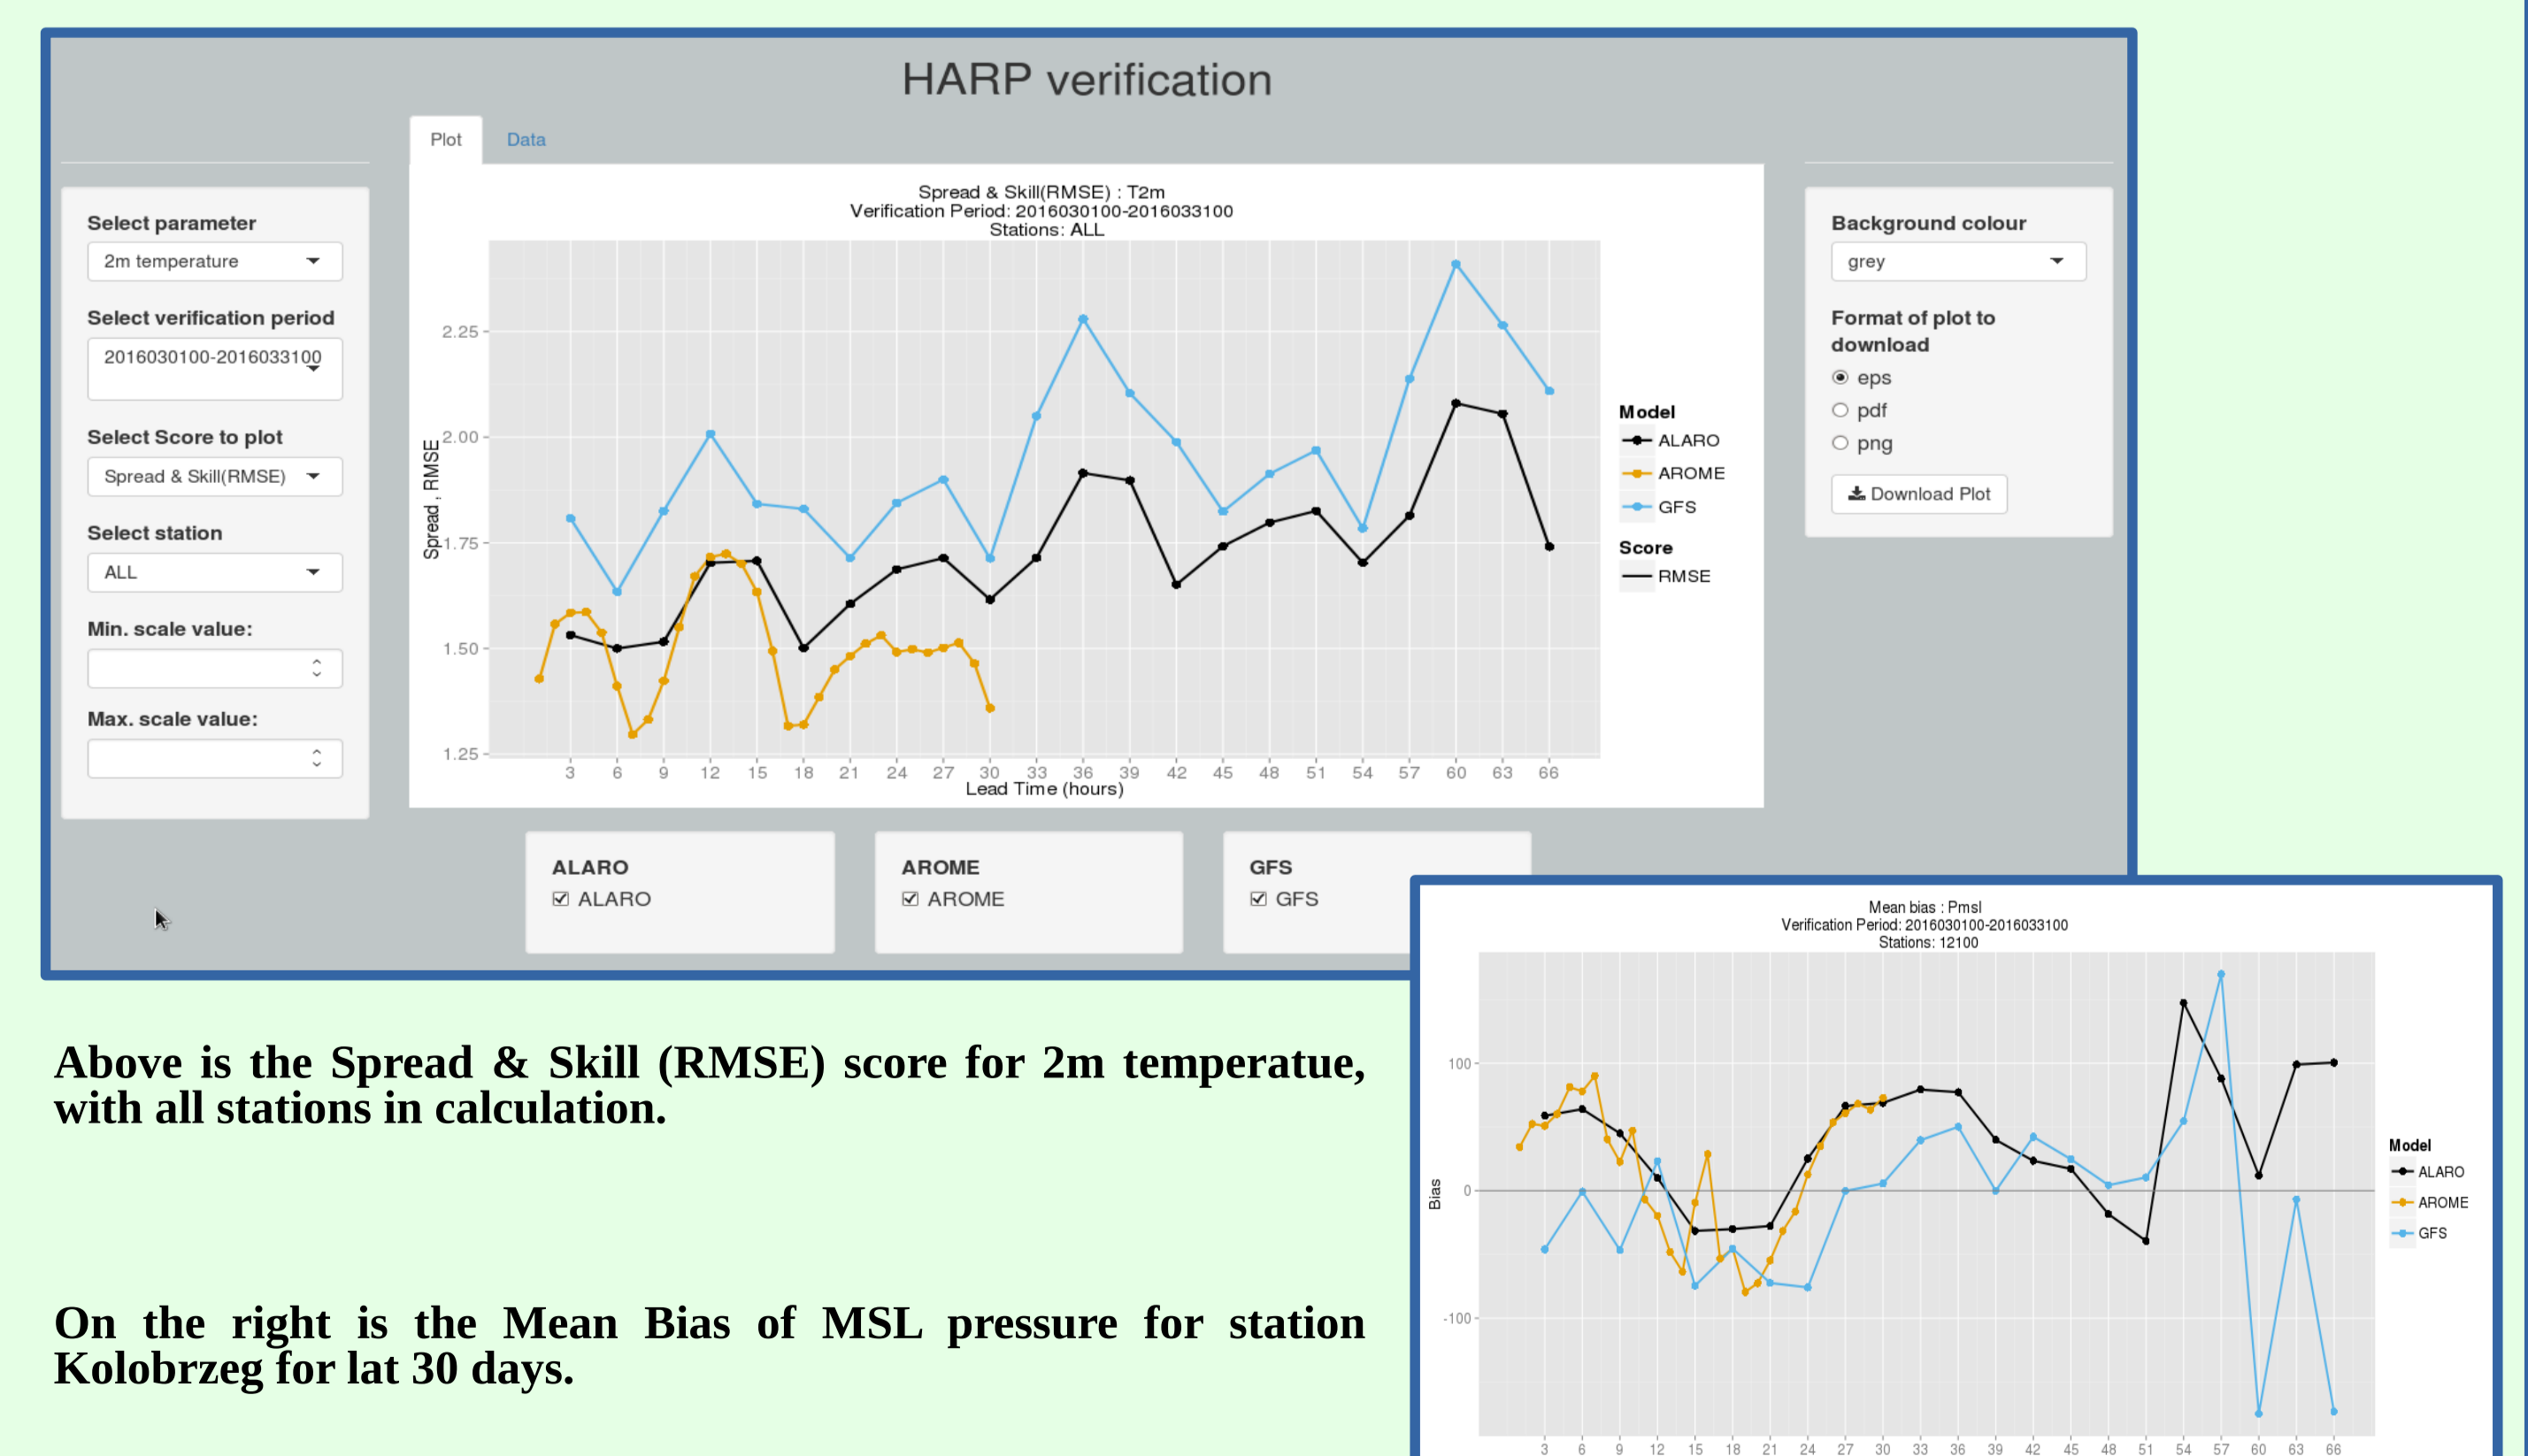 HARP verification
Plot
Data
Select parameter
2m temperature
Select verification period
2016030100-2016033100
Select Score to plot
Spread & Skill(RMSE)
Select station
ALL
Min. scale value:
Max. scale value:
Spread & Skill(RMSE) : T2m
Verification Period: 2016030100-2016033100
Stations: ALL
Spread , RMSE
2.25
2.00
1.75
1.50
1.25
3 6 9 12 15 18 21 24 27 30 33 36 39 42 45 48 51 54 57 60 63 66
Lead Time (hours)
Model
ALARO
AROME
GFS
Score
RMSE
Background colour
grey
Format of plot to
download
eps
pdf
png
Download Plot
ALARO
ALARO
AROME
AROME
GFS
GFS
Above is the Spread & Skill (RMSE) score for 2m temperatue,
with all stations in calculation.
On the right is the Mean Bias of MSL pressure for station
Kolobrzeg for lat 30 days.
Mean bias : Pmsl
Verification Period: 2016030100-2016033100
Stations: 12100
Bias
100
0
-100
3 6 9 12 15 18 21 24 27 30 33 36 39 42 45 48 51 54 57 60 63 66
Model
ALARO
AROME
GFS